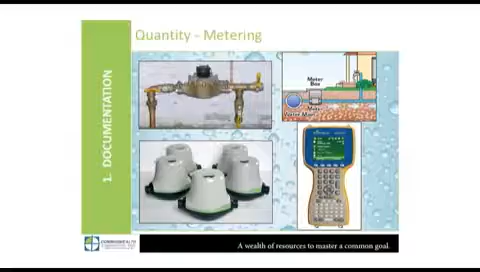 Quantity - Metering
1. DOCUMENTATION
Meter
Box
Water Main
A wealth of resources to master a common goal.